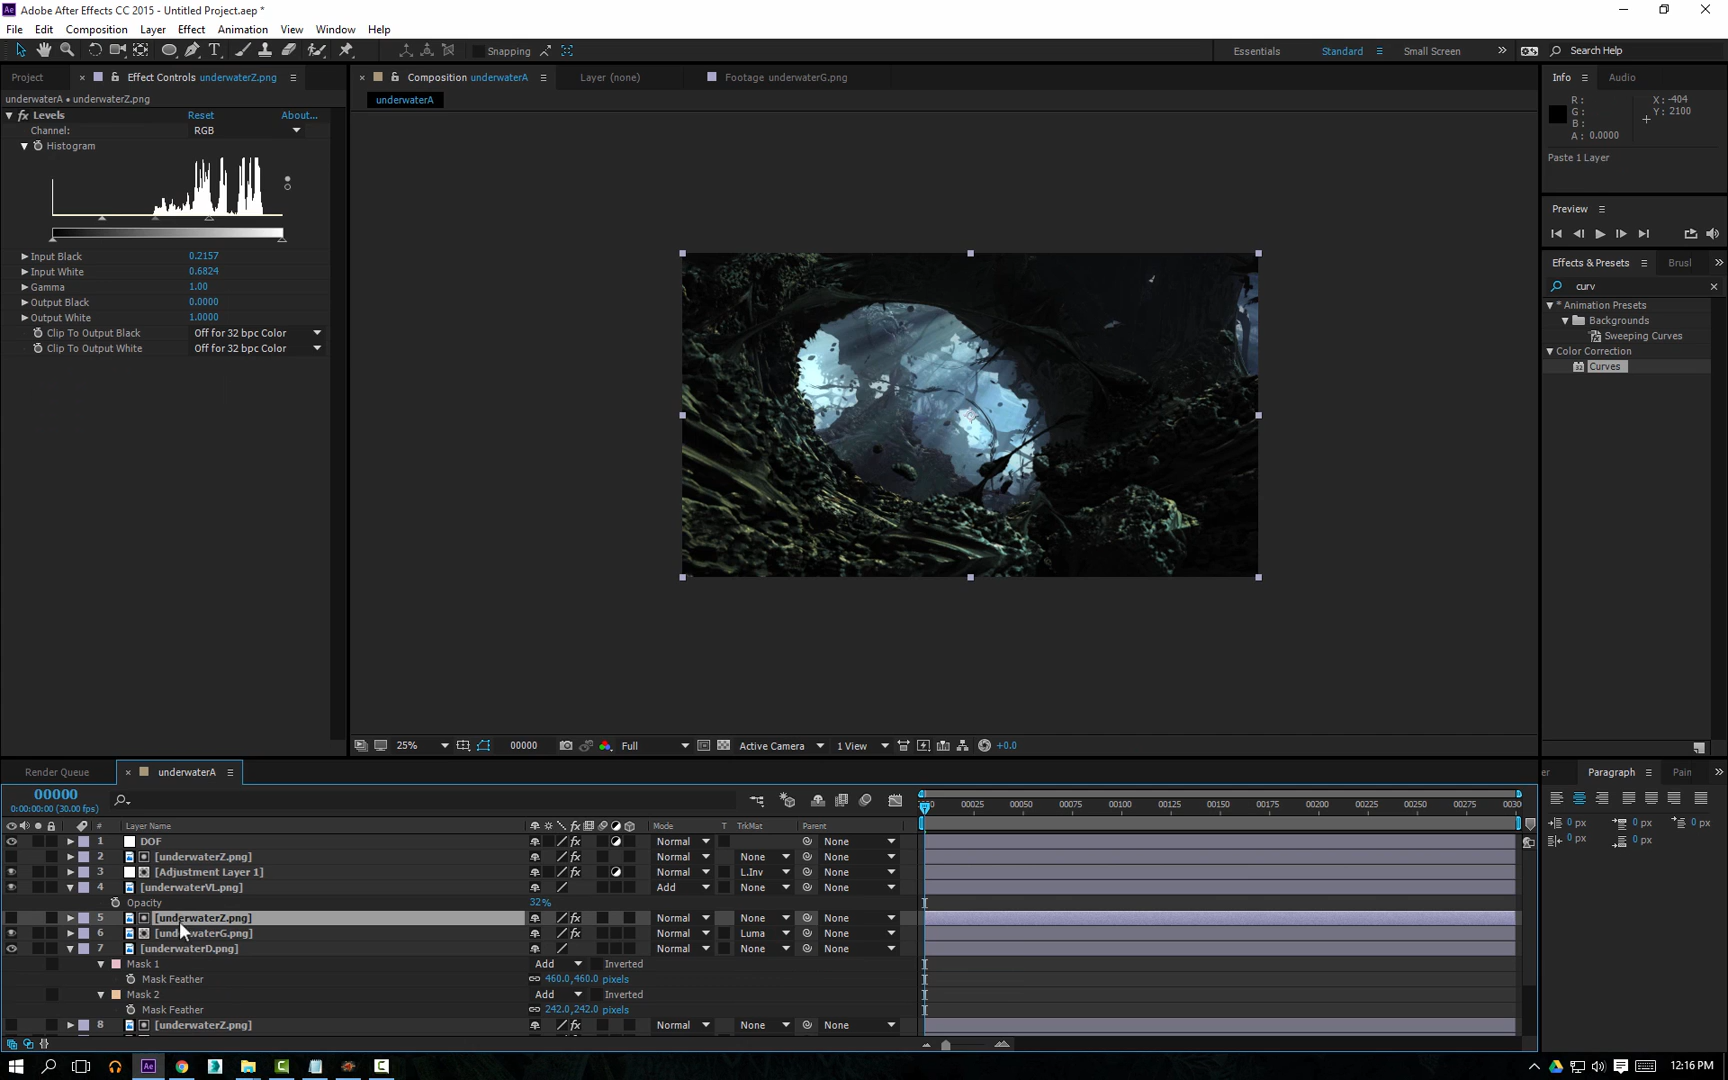 Adobe After Effects CC 2015 - Untitled Project.aep *
File Edit Composition Layer Effect Animation View Window Help
Snapping
Essentials Standard Small Screen Search Help
Project Effect Controls underwaterZ.png
Composition underwaterA Layer (none) Footage underwaterG.png
Info Audio
underwaterA • underwaterZ.png
underwaterA
fx Levels Reset About...
Channel: RGB
Histogram
R:
G:
B:
A: 0.0000
X: -404
Y: 2100
Paste 1 Layer
Preview
Effects & Presets Brusl
curv
* Animation Presets
Backgrounds
Sweeping Curves
Color Correction
Curves
Input Black 0.2157
Input White 0.6824
Gamma 1.00
Output Black 0.0000
Output White 1.0000
Clip To Output Black Off for 32 bpc Color
Clip To Output White Off for 32 bpc Color
25% 00000 Full Active Camera 1 View +0.0
Render Queue underwaterA
Paragraph Pain
00000
0:00:00:00 (30.00 fps)
00025 00050 00075 00100 00125 00150 00175 00200 00225 00250 00275 0030
0 px 0 px 0 px
0 px 0 px
# Layer Name Mode T TrkMat Parent
1 DOF Normal None
2 [underwaterZ.png] Normal None None
3 [Adjustment Layer 1] Normal L.Inv None
4 [underwaterVL.png] Add None None
Opacity 32%
5 [underwaterZ.png] Normal None None
6 [underwaterG.png] Normal Luma None
7 [underwaterD.png] Normal None None
Mask 1 Add Inverted
Mask Feather 460.0,460.0 pixels
Mask 2 Add Inverted
Mask Feather 242.0,242.0 pixels
8 [underwaterZ.png] Normal None None
12:16 PM